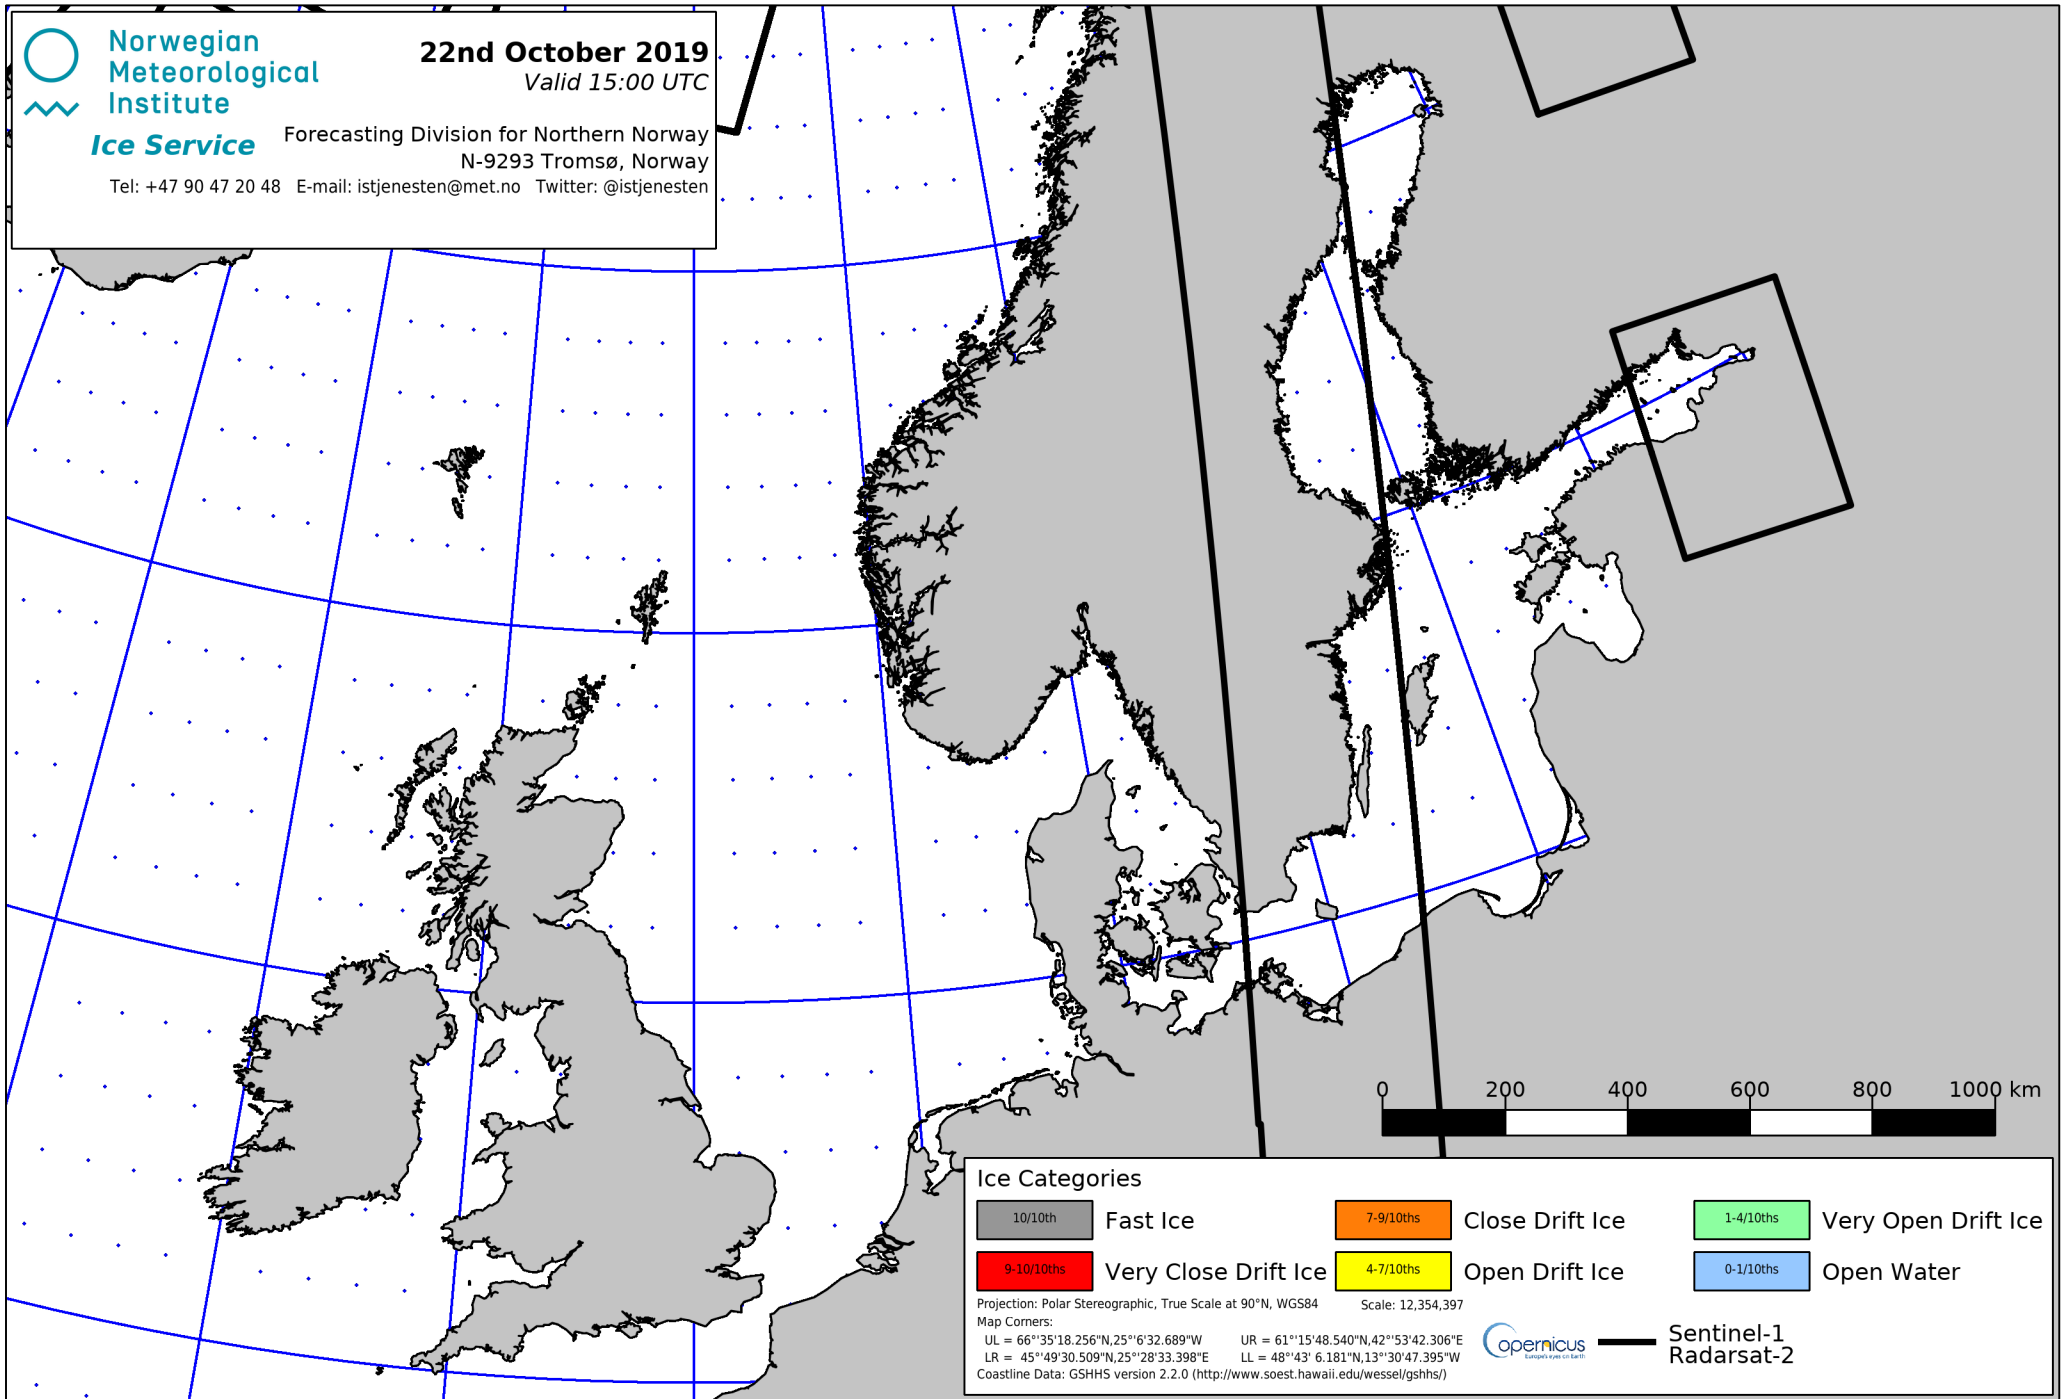 Norwegian
Meteorological
Institute
Ice Service
22nd October 2019
Valid 15:00 UTC
Forecasting Division for Northern Norway
N-9293 Tromsø, Norway
Tel: +47 90 47 20 48 E-mail: istjenesten@met.no Twitter: @istjenesten
0 200 400 600 800 1000 km
Ice Categories
10/10th Fast Ice 7-9/10ths Close Drift Ice 1-4/10ths Very Open Drift Ice
9-10/10ths Very Close Drift Ice 4-7/10ths Open Drift Ice 0-1/10ths Open Water
Projection: Polar Stereographic, True Scale at 90°N, WGS84 Scale: 12,354,397
Map Corners:
UL = 66°'35'18.256"N,25°'6'32.689"W UR = 61°'15'48.540"N,42°'53'42.306"E
LR = 45°'49'30.509"N,25°'28'33.398"E LL = 48°'43' 6.181"N,13°'30'47.395"W
Coastline Data: GSHHS version 2.2.0 (http://www.soest.hawaii.edu/wessel/gshhs/)
Copernicus
Europe's eyes on Earth
Sentinel-1
Radarsat-2